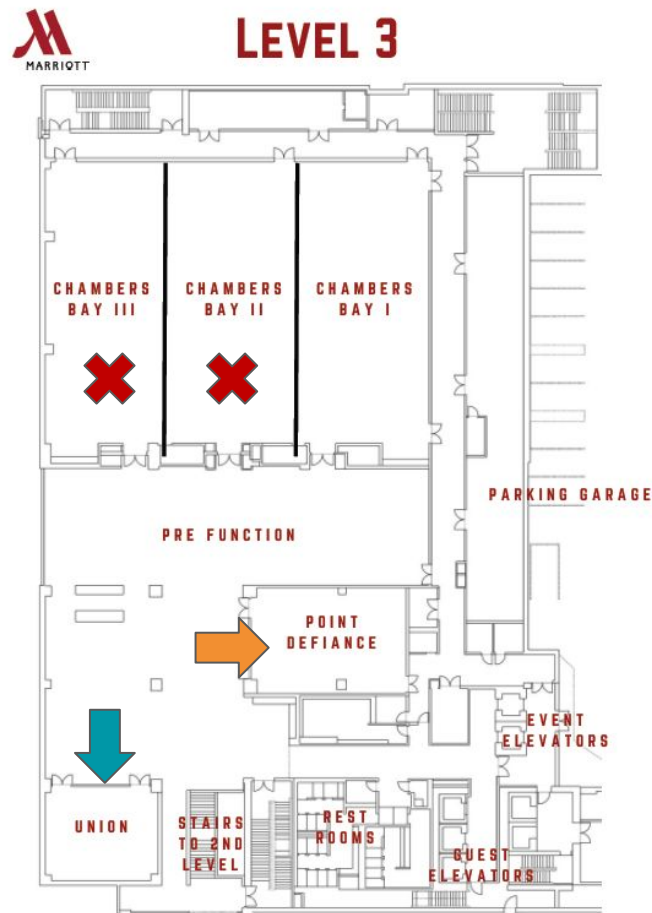 MARRIOTT
LEVEL 3
CHAMBERS
BAY III
CHAMBERS
BAY II
CHAMBERS
BAY I
PARKING GARAGE
PRE FUNCTION
POINT
DEFIANCE
EVENT
ELEVATORS
UNION
STAIRS
TO 2ND
LEVEL
REST
ROOMS
GUEST
ELEVATORS